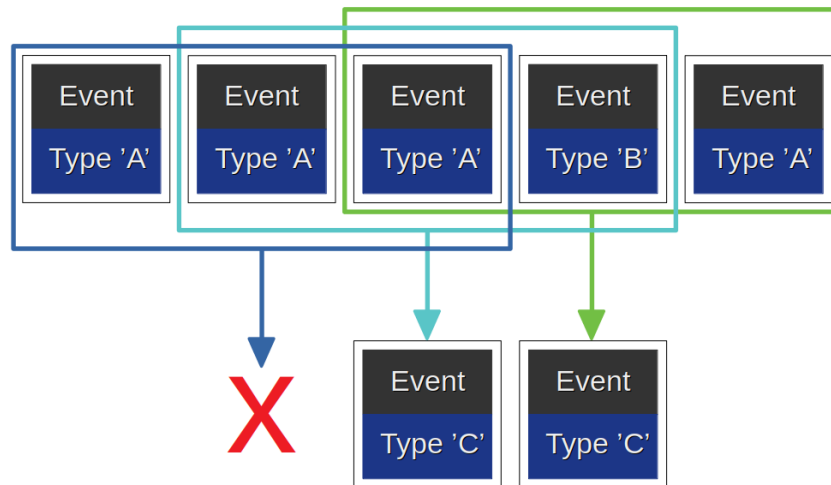 Event Event Event Event Event
Type ’A’ Type ’A’ Type ’A’ Type ’B’ Type ’A’
X Event Event
Type ’C’ Type ’C’